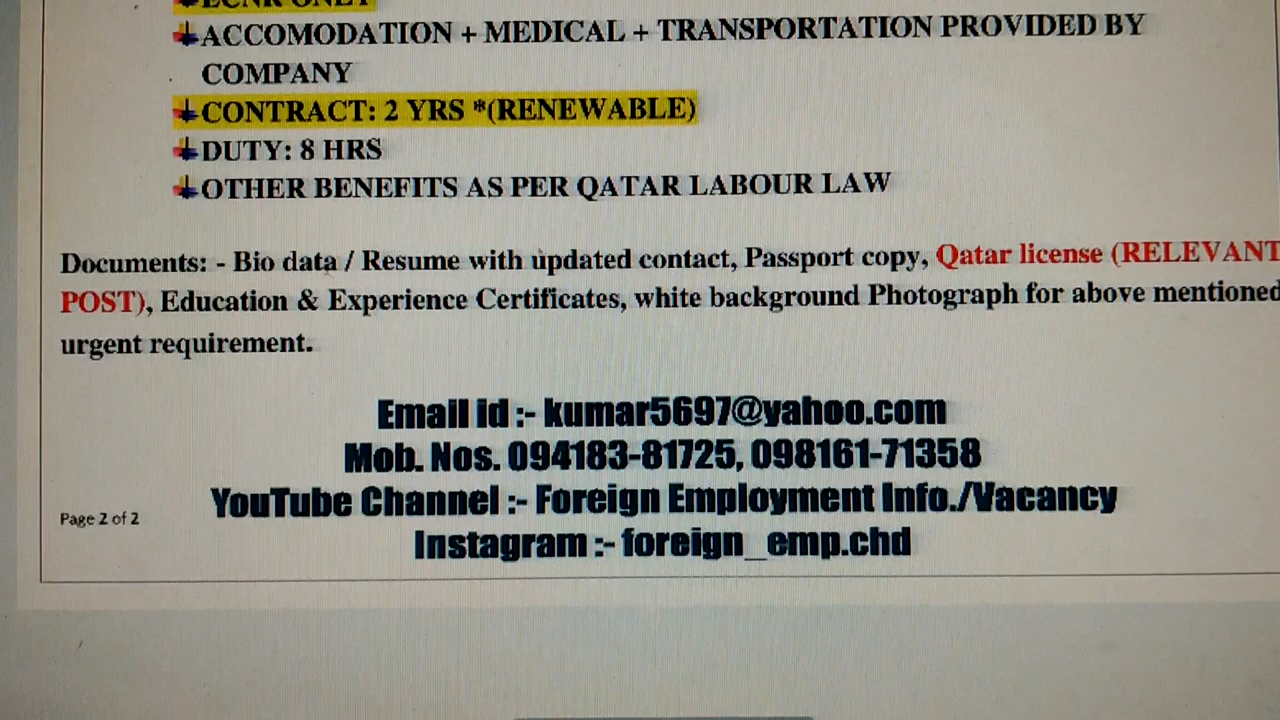 ECNR ONLY
ACCOMODATION + MEDICAL + TRANSPORTATION PROVIDED BY
COMPANY
CONTRACT: 2 YRS *(RENEWABLE)
DUTY: 8 HRS
OTHER BENEFITS AS PER QATAR LABOUR LAW
Documents: - Bio data / Resume with updated contact, Passport copy, Qatar license (RELEVANT
POST), Education & Experience Certificates, white background Photograph for above mentioned
urgent requirement.
Email id :- kumar5697@yahoo.com
Mob. Nos. 094183-81725, 098161-71358
YouTube Channel :- Foreign Employment Info./Vacancy
Page 2 of 2
Instagram :- foreign_emp.chd